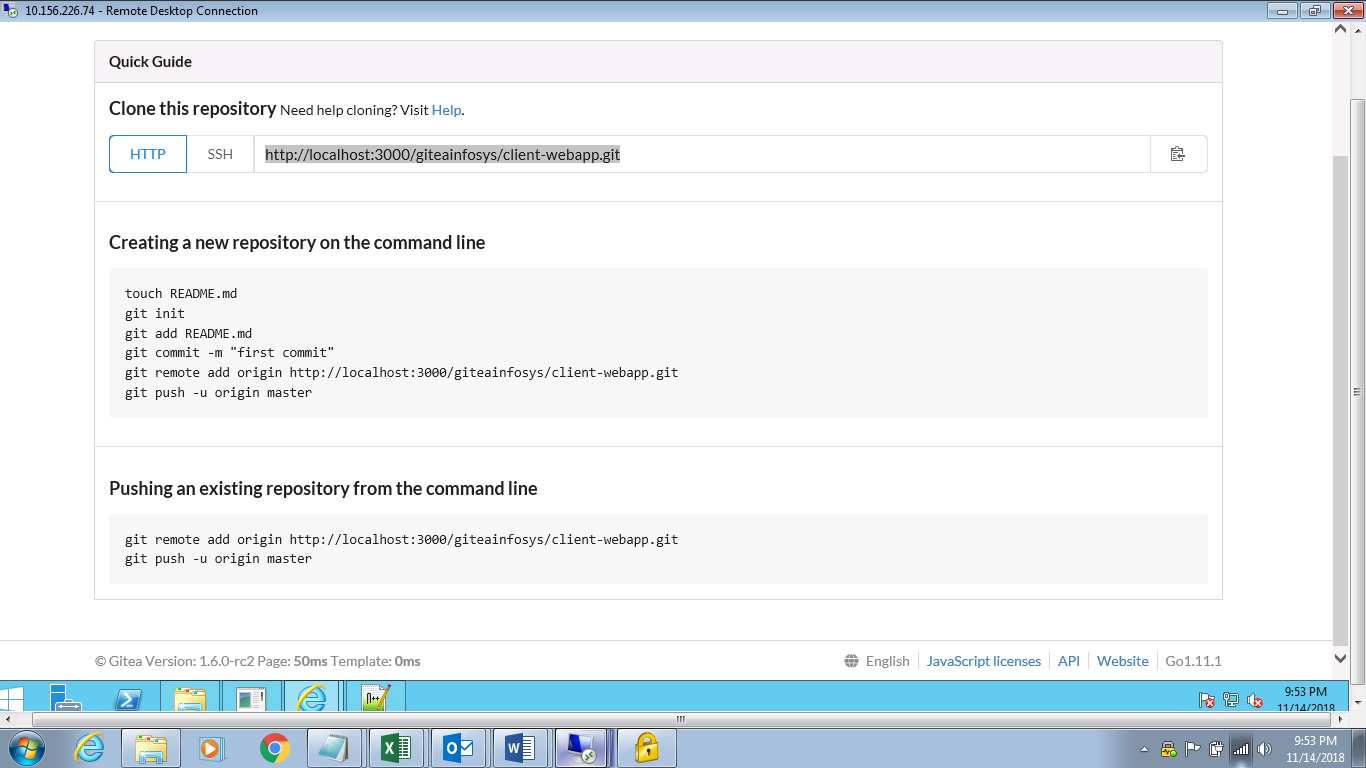 10.156.226.74 - Remote Desktop Connection
Quick Guide
Clone this repository Need help cloning? Visit Help.
HTTP SSH http://localhost:3000/giteainfosys/client-webapp.git
Creating a new repository on the command line
touch README.md
git init
git add README.md
git commit -m "first commit"
git remote add origin http://localhost:3000/giteainfosys/client-webapp.git
git push -u origin master
Pushing an existing repository from the command line
git remote add origin http://localhost:3000/giteainfosys/client-webapp.git
git push -u origin master
© Gitea Version: 1.6.0-rc2 Page: 50ms Template: 0ms
English JavaScript licenses API Website Go1.11.1
9:53 PM
11/14/2018
9:53 PM
11/14/2018